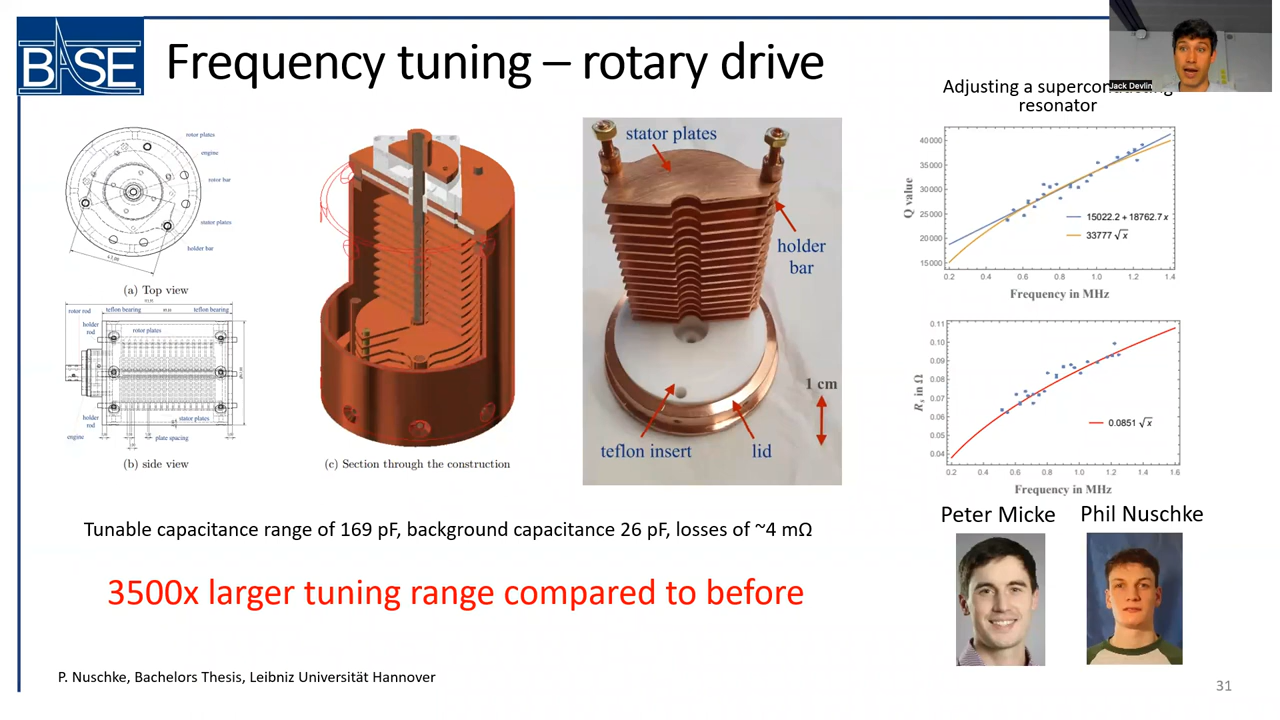 BASE
Frequency tuning – rotary drive
Jack Devlin
Adjusting a superconducting
resonator
rotor plates
engine
rotor bar
stator plates
holder bar
(a) Top view
rotor rod
teflon bearing
teflon bearing
holder
rod
rotor plates
holder
rod
stator plates
engine
plate spacing
(b) side view
(c) Section through the construction
stator plates
holder
bar
1 cm
teflon insert
lid
40000
35000
30000
25000
20000
15000
Q value
15022.2 + 18762.7 x
33777 √x
0.2 0.4 0.6 0.8 1.0 1.2 1.4
Frequency in MHz
0.11
0.10
0.09
0.08
0.07
0.06
0.05
0.04
in Ω
0.0851 √x
0.2 0.4 0.6 0.8 1.0 1.2 1.4 1.6
Frequency in MHz
Peter Micke
Phil Nuschke
Tunable capacitance range of 169 pF, background capacitance 26 pF, losses of ~4 mΩ
3500x larger tuning range compared to before
P. Nuschke, Bachelors Thesis, Leibniz Universität Hannover
31